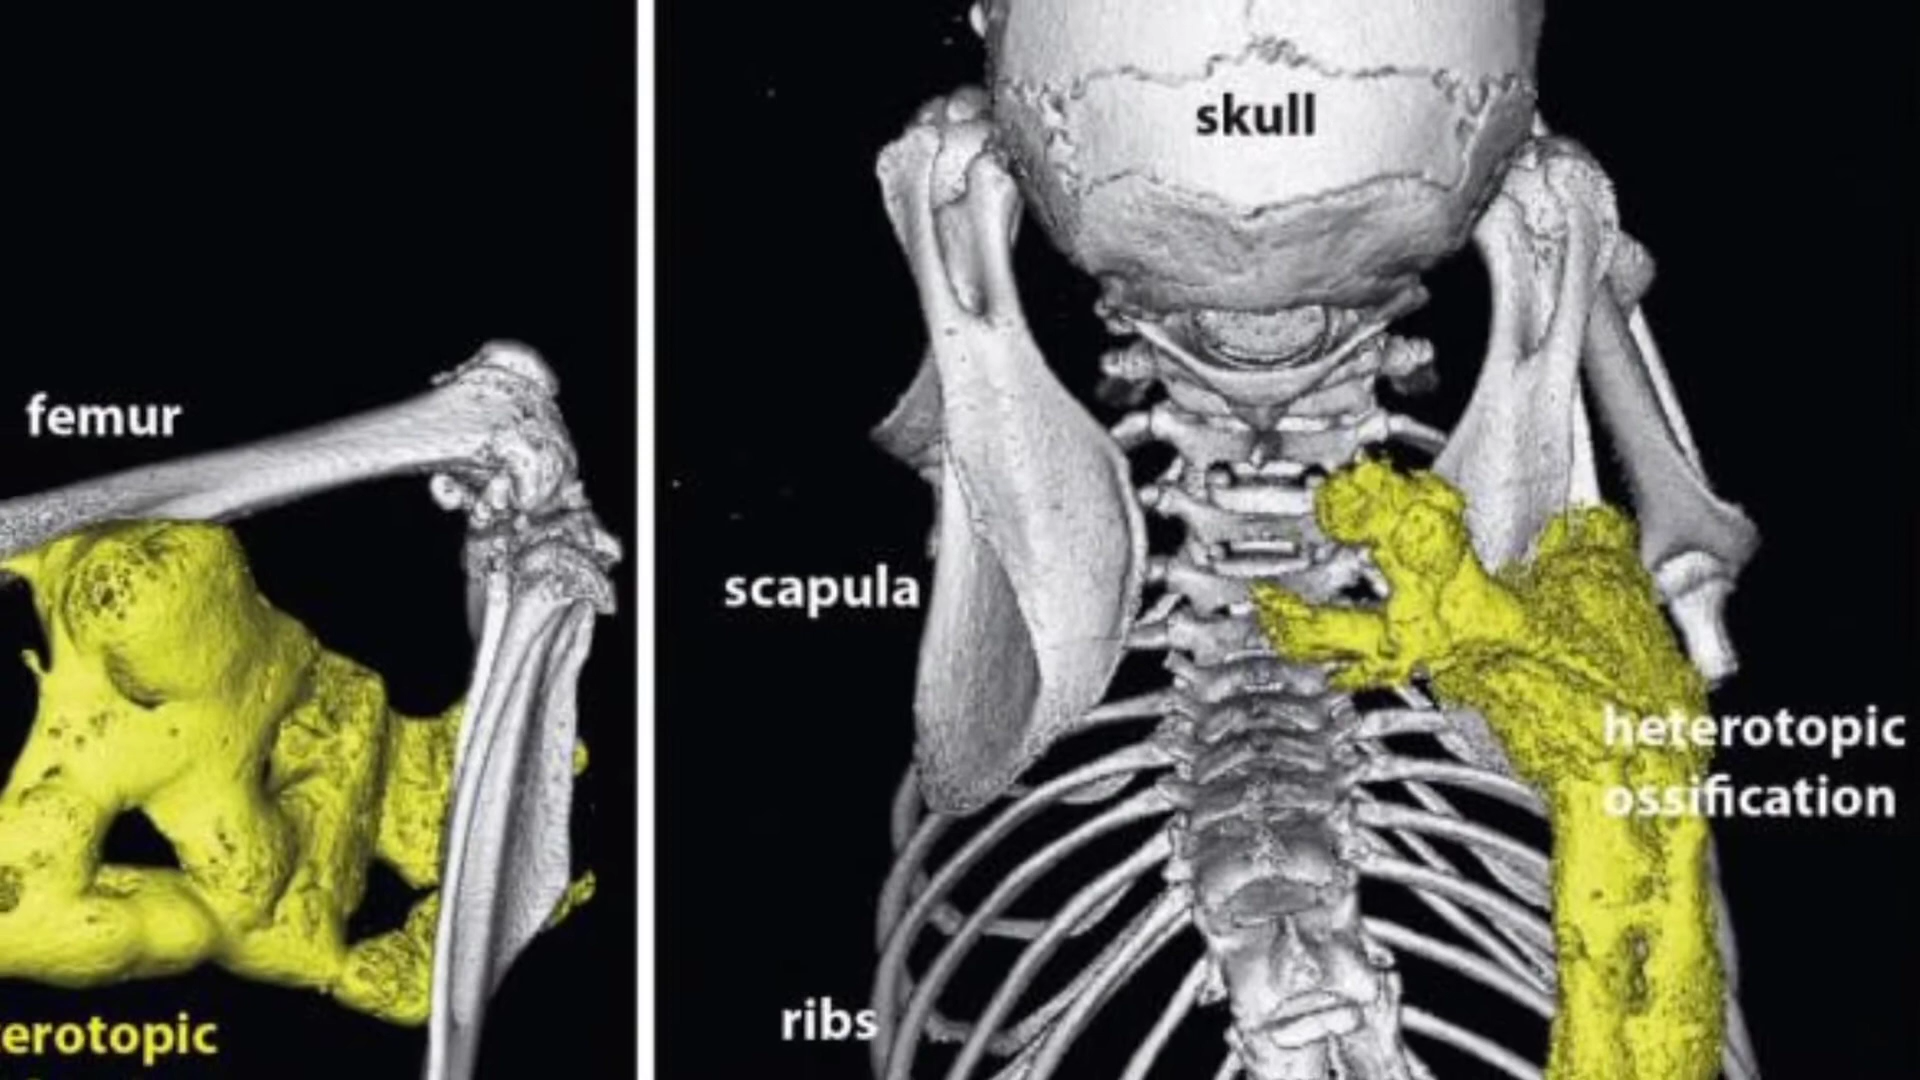 femur
erotopic
skull
scapula
heterotopic
ossification
ribs